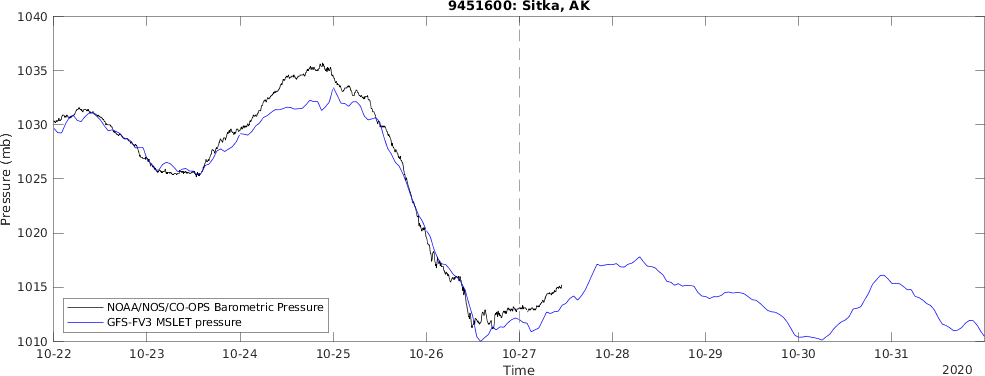 9451600: Sitka, AK
1040
1035
1030
1025
1020
1015
1010
Pressure (mb)
NOAA/NOS/CO-OPS Barometric Pressure
GFS-FV3 MSLET pressure
10-22 10-23 10-24 10-25 10-26 10-27 10-28 10-29 10-30 10-31
Time
2020